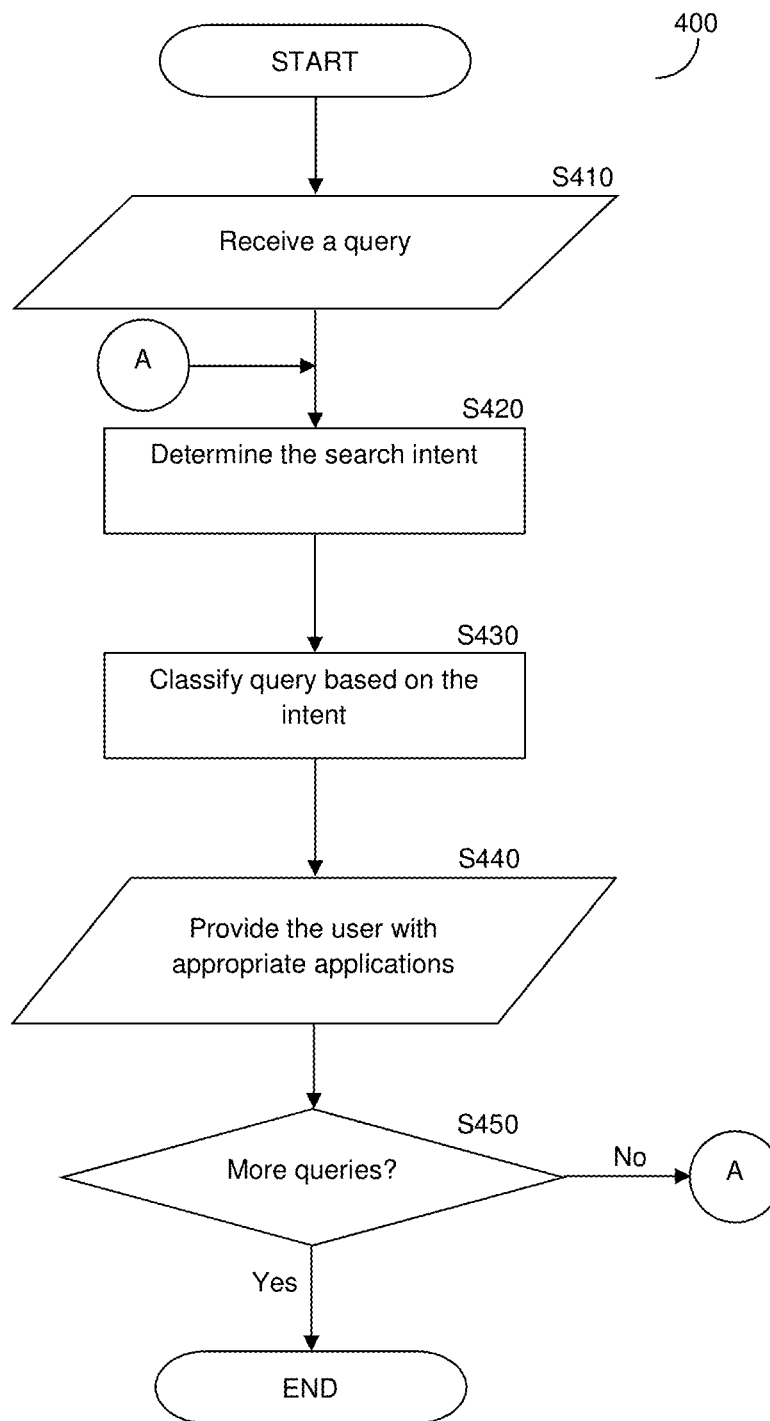 400
START
S410
Receive a query
A
S420
Determine the search intent
S430
Classify query based on the
intent
S440
Provide the user with
appropriate applications
S450
More queries?
No
A
Yes
END